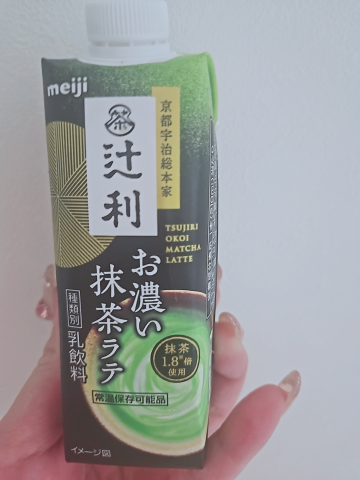 meiji
茶
京都宇治総本家
辻利
TSUJIRI
OKOI
MATCHA
LATTE
お濃い
抹茶ラテ
種類別
乳飲料
抹茶
1.8※倍
使用
常温保存可能品
イメージ図